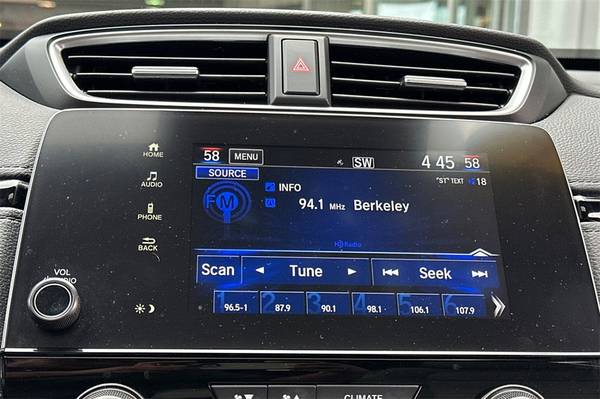 58 MENU SW 4 45 58
HOME
SOURCE
"ST" TEXT 18
AUDIO
INFO
FM
94.1 MHz Berkeley
PHONE
BACK
HD Radio
Scan Tune Seek
VOL
AUDIO
1 2 3 4 5 6
96.5-1 87.9 90.1 98.1 106.1 107.9
CLIMATE